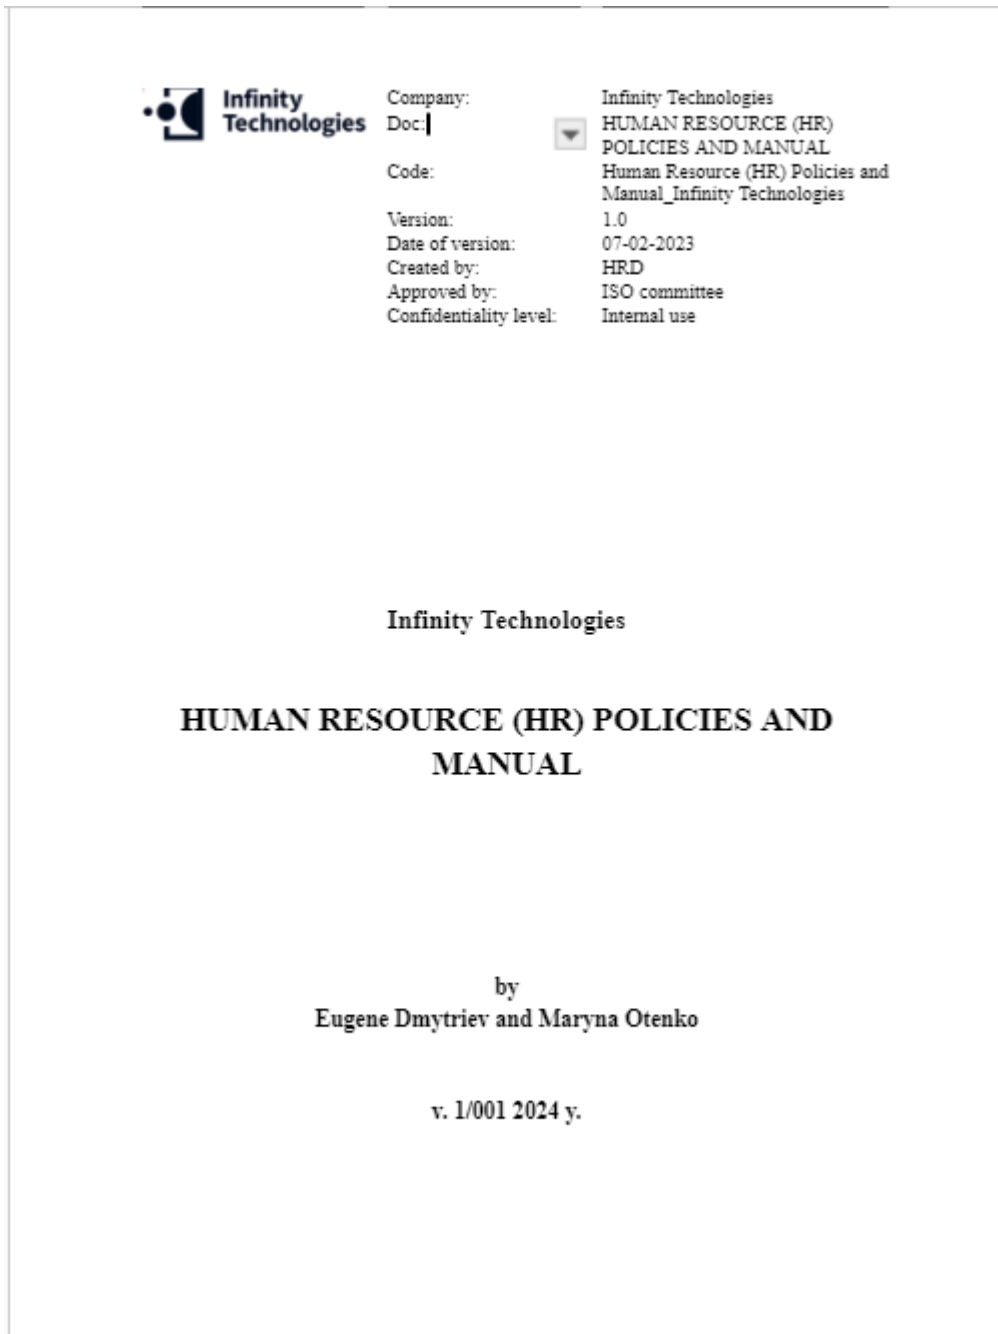 Infinity
Technologies
Company: Infinity Technologies
Doc: HUMAN RESOURCE (HR)
POLICIES AND MANUAL
Code: Human Resource (HR) Policies and
Manual_Infinity Technologies
Version: 1.0
Date of version: 07-02-2023
Created by: HRD
Approved by: ISO committee
Confidentiality level: Internal use
Infinity Technologies
HUMAN RESOURCE (HR) POLICIES AND
MANUAL
by
Eugene Dmytriev and Maryna Otenko
v. 1/001 2024 y.